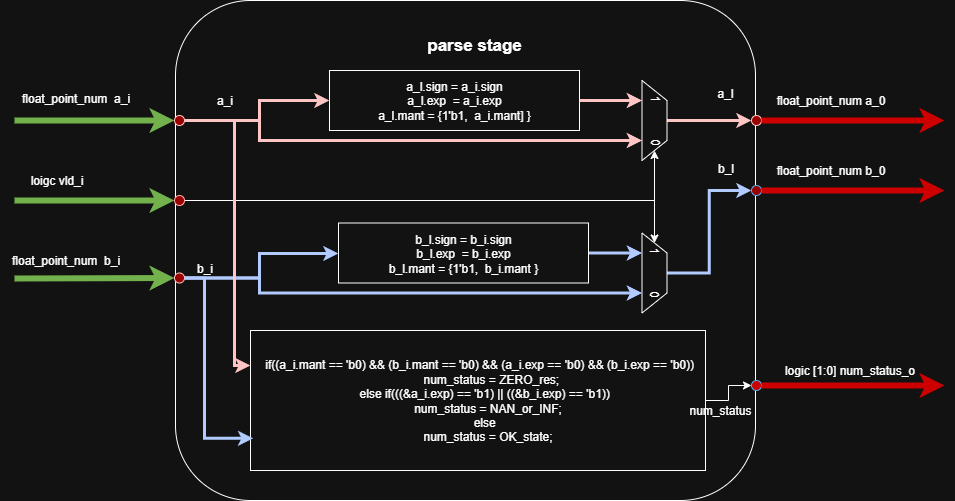 parse stage
float_point_num  a_i
a_i
a_l.sign = a_i.sign
a_l.exp  = a_i.exp
a_l.mant = {1'b1,  a_i.mant] }
1
0
a_l
float_point_num a_0
loigc vld_i
float_point_num  b_i
b_i
b_l.sign = b_i.sign
b_l.exp  = b_i.exp
b_l.mant = {1'b1,  b_i.mant }
1
0
b_l
float_point_num b_0
if((a_i.mant == 'b0) && (b_i.mant == 'b0) && (a_i.exp == 'b0) && (b_i.exp == 'b0))
num_status = ZERO_res;
else if(((&a_i.exp) == 'b1) || ((&b_i.exp) == 'b1))
num_status = NAN_or_INF;
else
num_status = OK_state;
num_status
logic [1:0] num_status_o